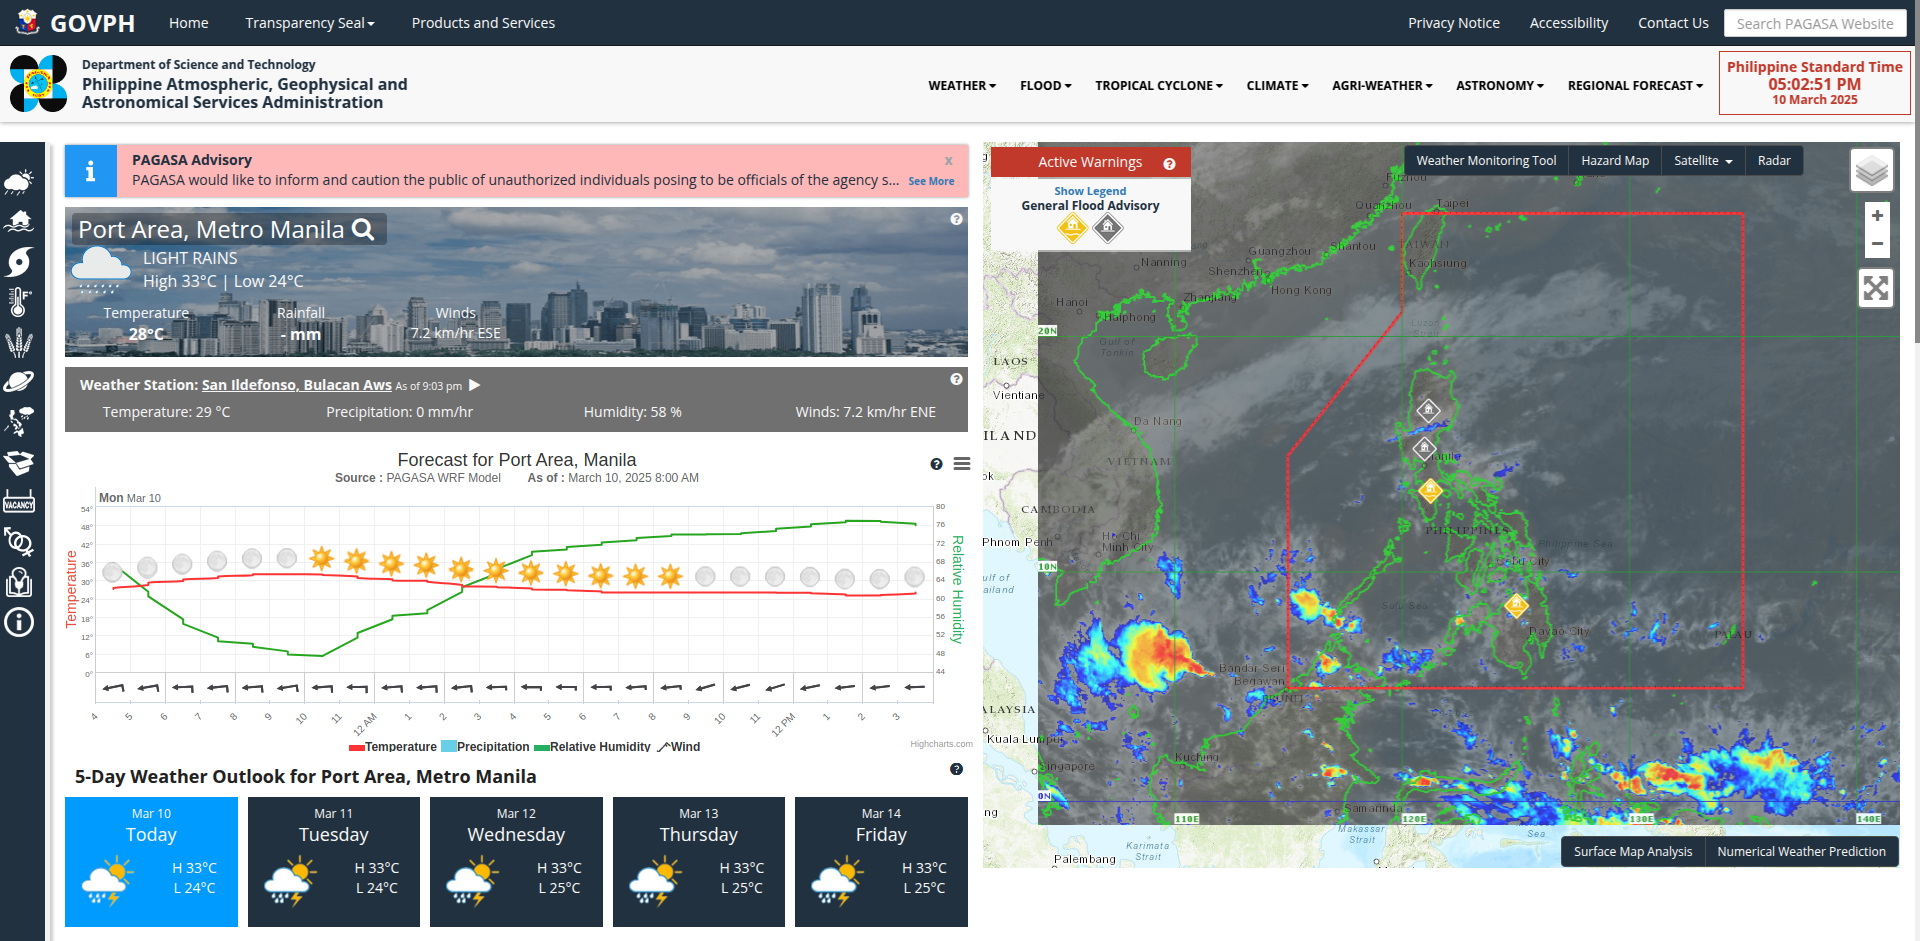 GOVPH
Home
Transparency Seal
Products and Services
Privacy Notice
Accessibility
Contact Us
Search PAGASA Website
Department of Science and Technology
Philippine Atmospheric, Geophysical and
Astronomical Services Administration
WEATHER
FLOOD
TROPICAL CYCLONE
CLIMATE
AGRI-WEATHER
ASTRONOMY
REGIONAL FORECAST
Philippine Standard Time
05:02:51 PM
10 March 2025
VACANCY
PAGASA Advisory
x
PAGASA would like to inform and caution the public of unauthorized individuals posing to be officials of the agency s... See More
Port Area, Metro Manila
LIGHT RAINS
High 33°C | Low 24°C
Temperature
28°C
Rainfall
- mm
Winds
7.2 km/hr ESE
Weather Station: San Ildefonso, Bulacan Aws As of 9:03 pm
Temperature: 29 °C
Precipitation: 0 mm/hr
Humidity: 58 %
Winds: 7.2 km/hr ENE
Forecast for Port Area, Manila
Source : PAGASA WRF Model As of : March 10, 2025 8:00 AM
Mon Mar 10
Temperature
54°
48°
42°
36°
30°
24°
18°
12°
6°
0°
80
76
72
68
64
60
56
52
48
44
Relative Humidity
4 5 6 7 8 9 10 11 12 AM 1 2 3 4 5 6 7 8 9 10 11 12 PM 1 2 3
Temperature Precipitation Relative Humidity Wind
Highcharts.com
5-Day Weather Outlook for Port Area, Metro Manila
Mar 10
Today
H 33°C
L 24°C
Mar 11
Tuesday
H 33°C
L 24°C
Mar 12
Wednesday
H 33°C
L 25°C
Mar 13
Thursday
H 33°C
L 25°C
Mar 14
Friday
H 33°C
L 25°C
Active Warnings
Show Legend
General Flood Advisory
Weather Monitoring Tool
Hazard Map
Satellite
Radar
+
−
Fuzhou
Quanzhou
Taipei
TAIWAN
Kaohsiung
Shantou
Guangzhou
Shenzhen
Hong Kong
Nanning
Zhanjiang
Hanoi
Haiphong
Gulf of
Tonkin
Luzon
Strait
20N
LAOS
Vientiane
Da Nang
ILAND
VIETNAM
Manila
ok
CAMBODIA
PHILIPPINES
Philippine Sea
Phnom Penh
Ho Chi
Minh City
Cebu City
10N
ulf of
ailand
Sulu Sea
Davao City
PALAU
Bandar Seri
Begawan
BRUNEI
ALAYSIA
Kuala Lumpur
Kuching
Singapore
0N
ng
Samarinda
110E
120E
130E
140E
Makassar
Strait
Karimata
Strait
Sea
Palembang
Surface Map Analysis
Numerical Weather Prediction